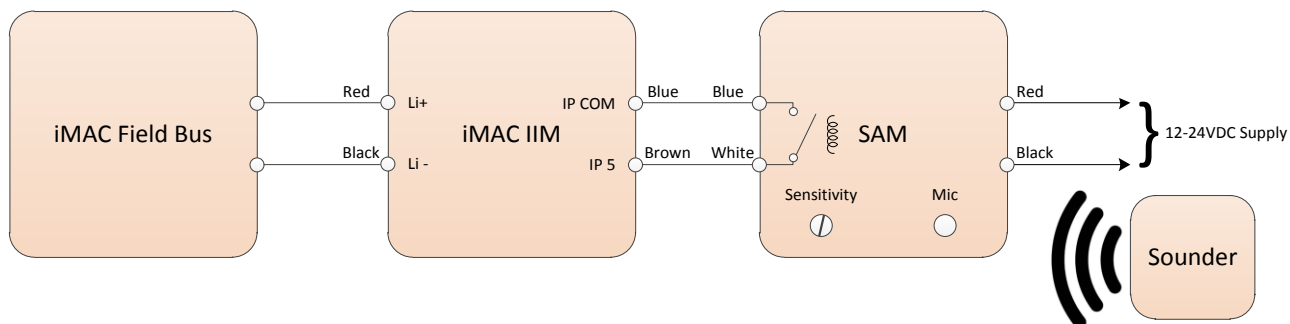 Red
Li+
IP COM
Blue
Blue
Red
iMAC Field Bus
iMAC IIM
SAM
12-24VDC Supply
Black
Li -
IP 5
Brown
White
Black
Sensitivity
Mic
Sounder